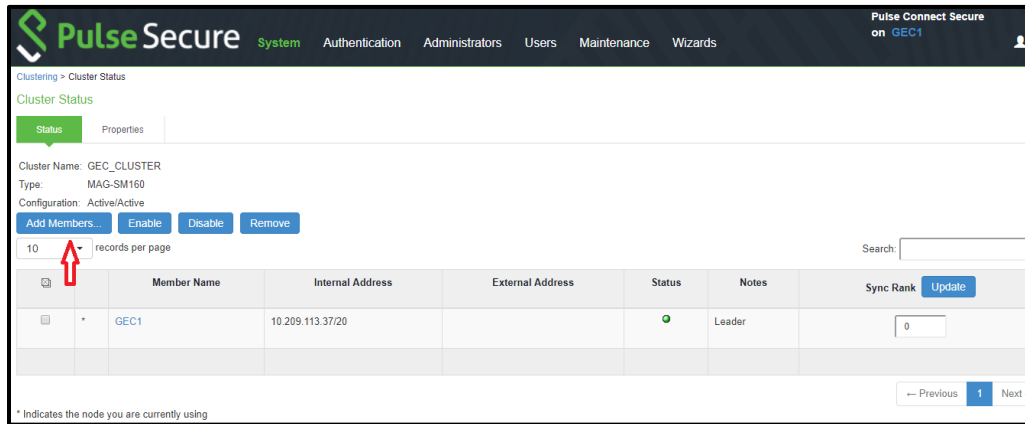 Pulse Secure
System Authentication Administrators Users Maintenance Wizards
Pulse Connect Secure
on GEC1
Clustering > Cluster Status
Cluster Status
Status Properties
Cluster Name: GEC_CLUSTER
Type: MAG-SM160
Configuration: Active/Active
Add Members... Enable Disable Remove
10 records per page
Search:
Member Name Internal Address External Address Status Notes Sync Rank Update
* GEC1 10.209.113.37/20 Leader 0
← Previous 1 Next
* Indicates the node you are currently using